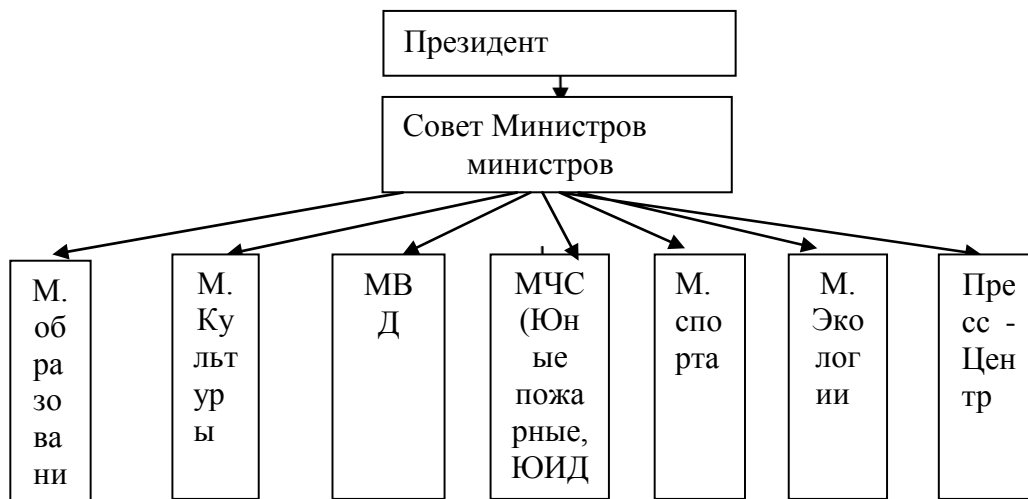 Президент
Совет Министров
министров
М.
об
ра
зо
ва
ни
М.
Ку
льт
ур
ы
МВ
Д
МЧС
(Юн
ые
пожа
рные,
ЮИД
М.
спо
рта
М.
Эко
лог
ии
Пре
сс -
Цен
тр